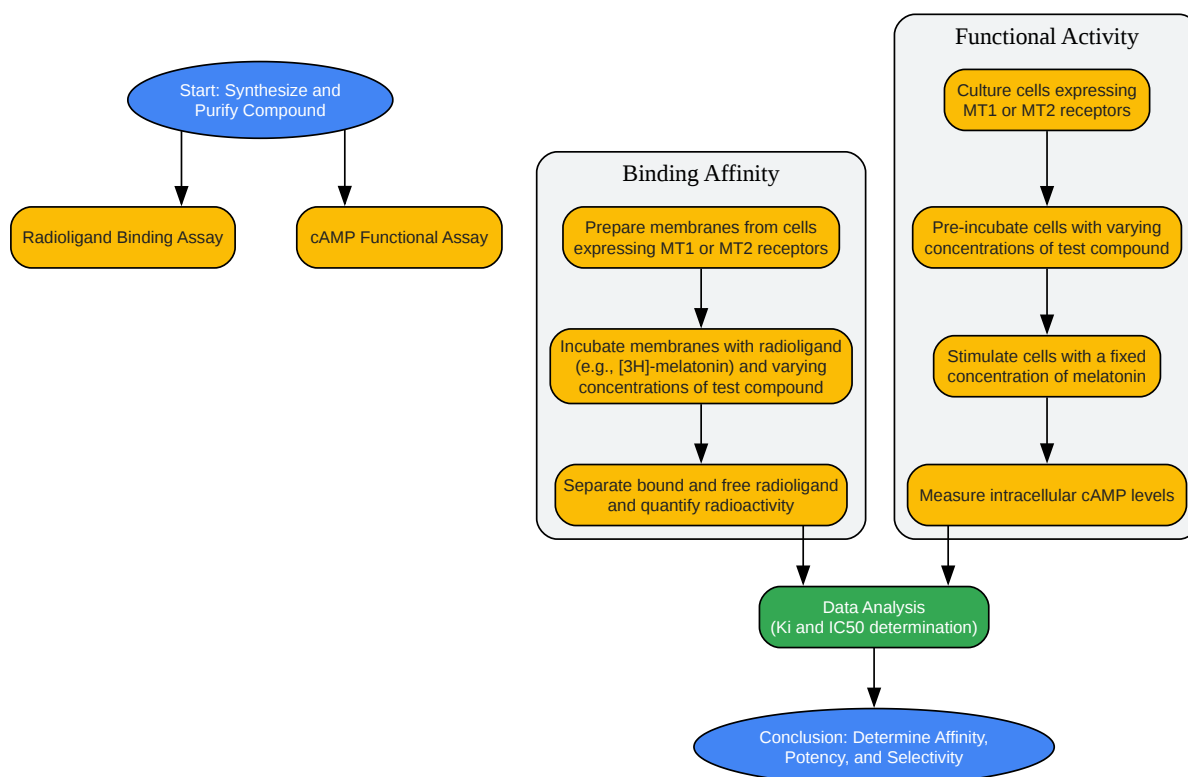 Start: Synthesize and
Purify Compound
Radioligand Binding Assay
cAMP Functional Assay
Binding Affinity
Prepare membranes from cells
expressing MT1 or MT2 receptors
Incubate membranes with radioligand
(e.g., [3H]-melatonin) and varying
concentrations of test compound
Separate bound and free radioligand
and quantify radioactivity
Functional Activity
Culture cells expressing
MT1 or MT2 receptors
Pre-incubate cells with varying
concentrations of test compound
Stimulate cells with a fixed
concentration of melatonin
Measure intracellular cAMP levels
Data Analysis
(Ki and IC50 determination)
Conclusion: Determine Affinity,
Potency, and Selectivity